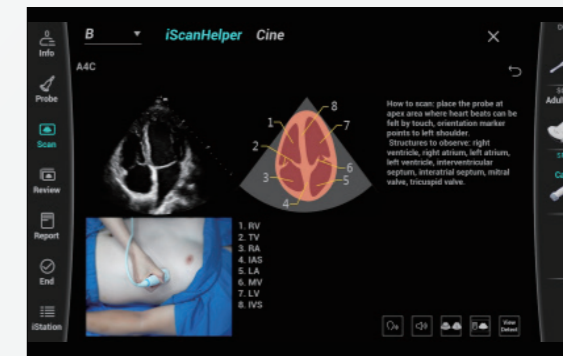 Info
Probe
Scan
Review
Report
End
iStation
B
iScanHelper
Cine
A4C
1
2
3
4
5
6
7
8
1. RV
2. TV
3. RA
4. IAS
5. LA
6. MV
7. LV
8. IVS
How to scan: place the probe at
apex area where heart beats can be
felt by touch, orientation marker
points to left shoulder.
Structures to observe: right
ventricle, right atrium, left atrium,
left ventricle, interventricular
septum, interatrial septum, mitral
valve, tricuspid valve.
View
Detect
Adul